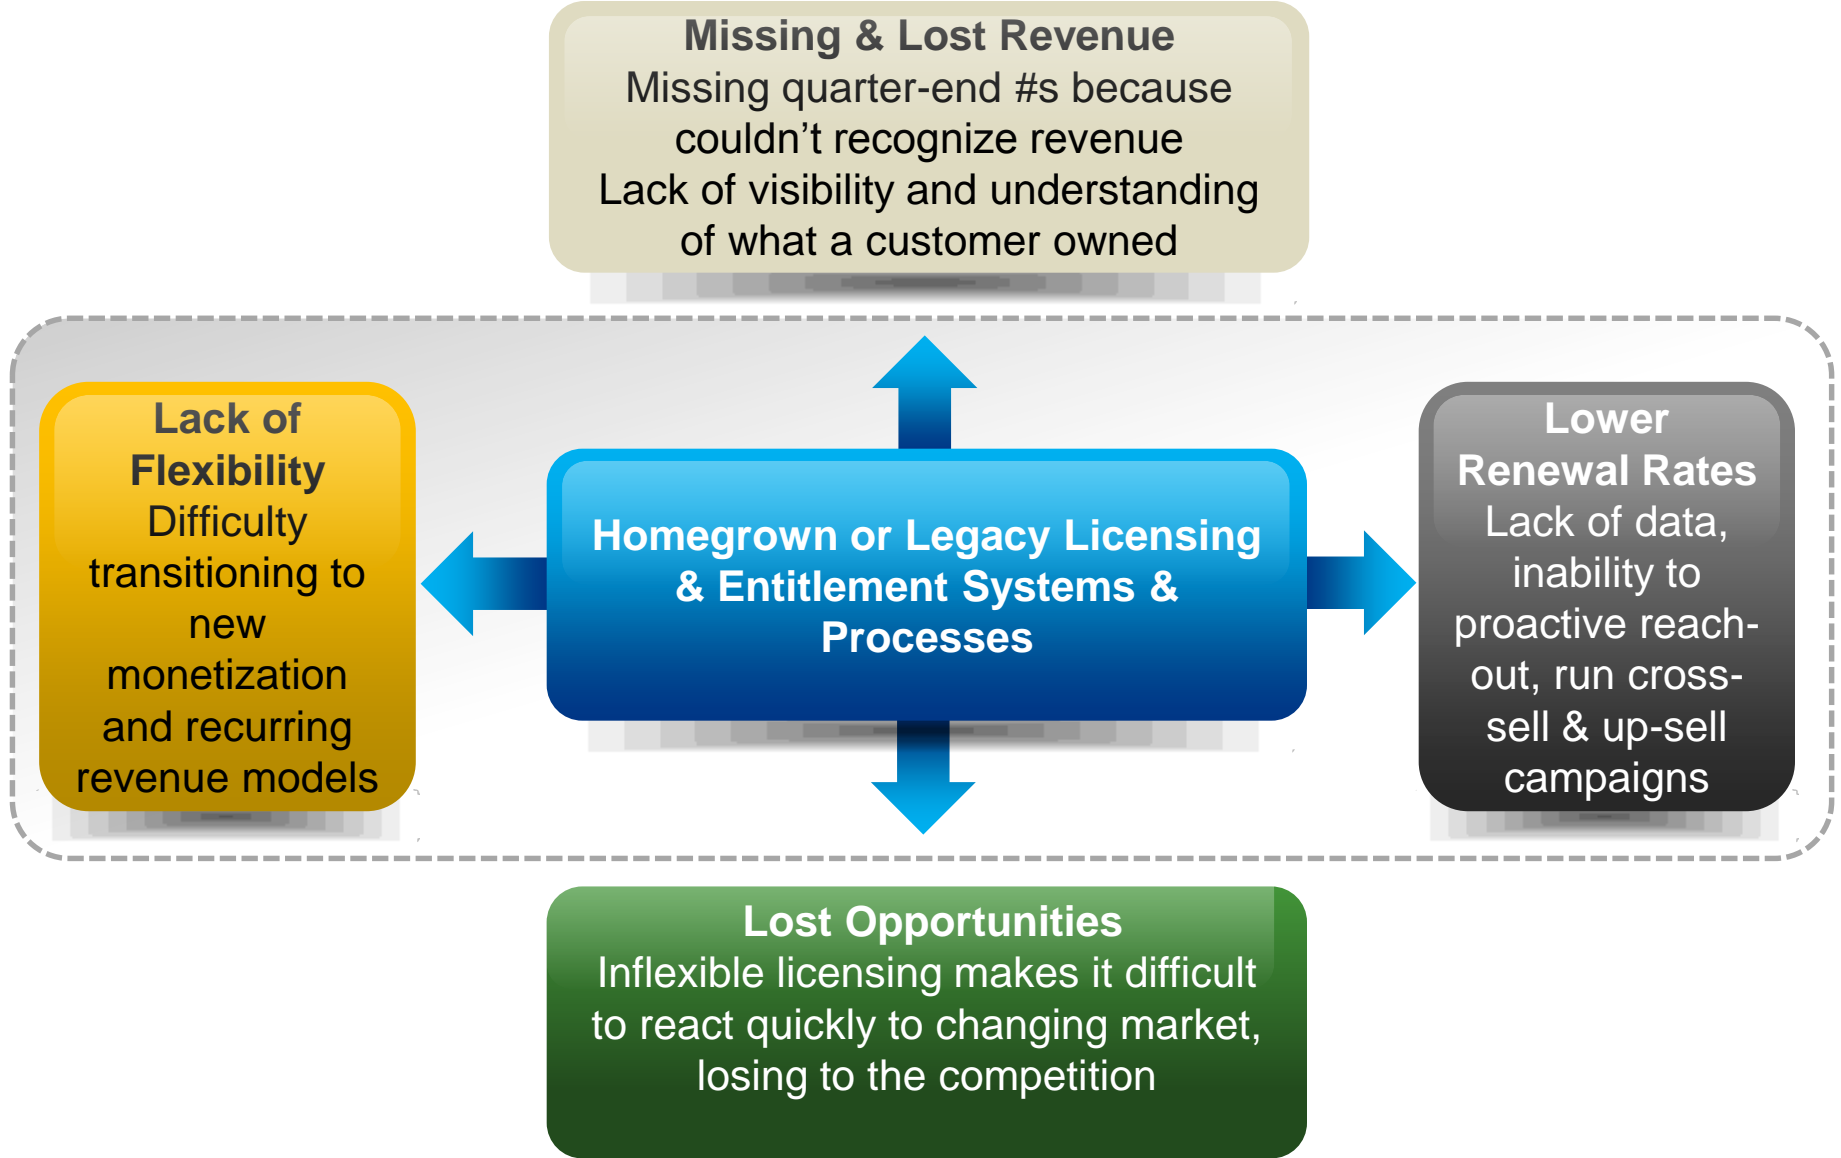 Missing & Lost Revenue
Missing quarter-end #s because
couldn’t recognize revenue
Lack of visibility and understanding
of what a customer owned
Lack of
Flexibility
Difficulty
transitioning to
new
monetization
and recurring
revenue models
Homegrown or Legacy Licensing
& Entitlement Systems &
Processes
Lower
Renewal Rates
Lack of data,
inability to
proactive reach-
out, run cross-
sell & up-sell
campaigns
Lost Opportunities
Inflexible licensing makes it difficult
to react quickly to changing market,
losing to the competition